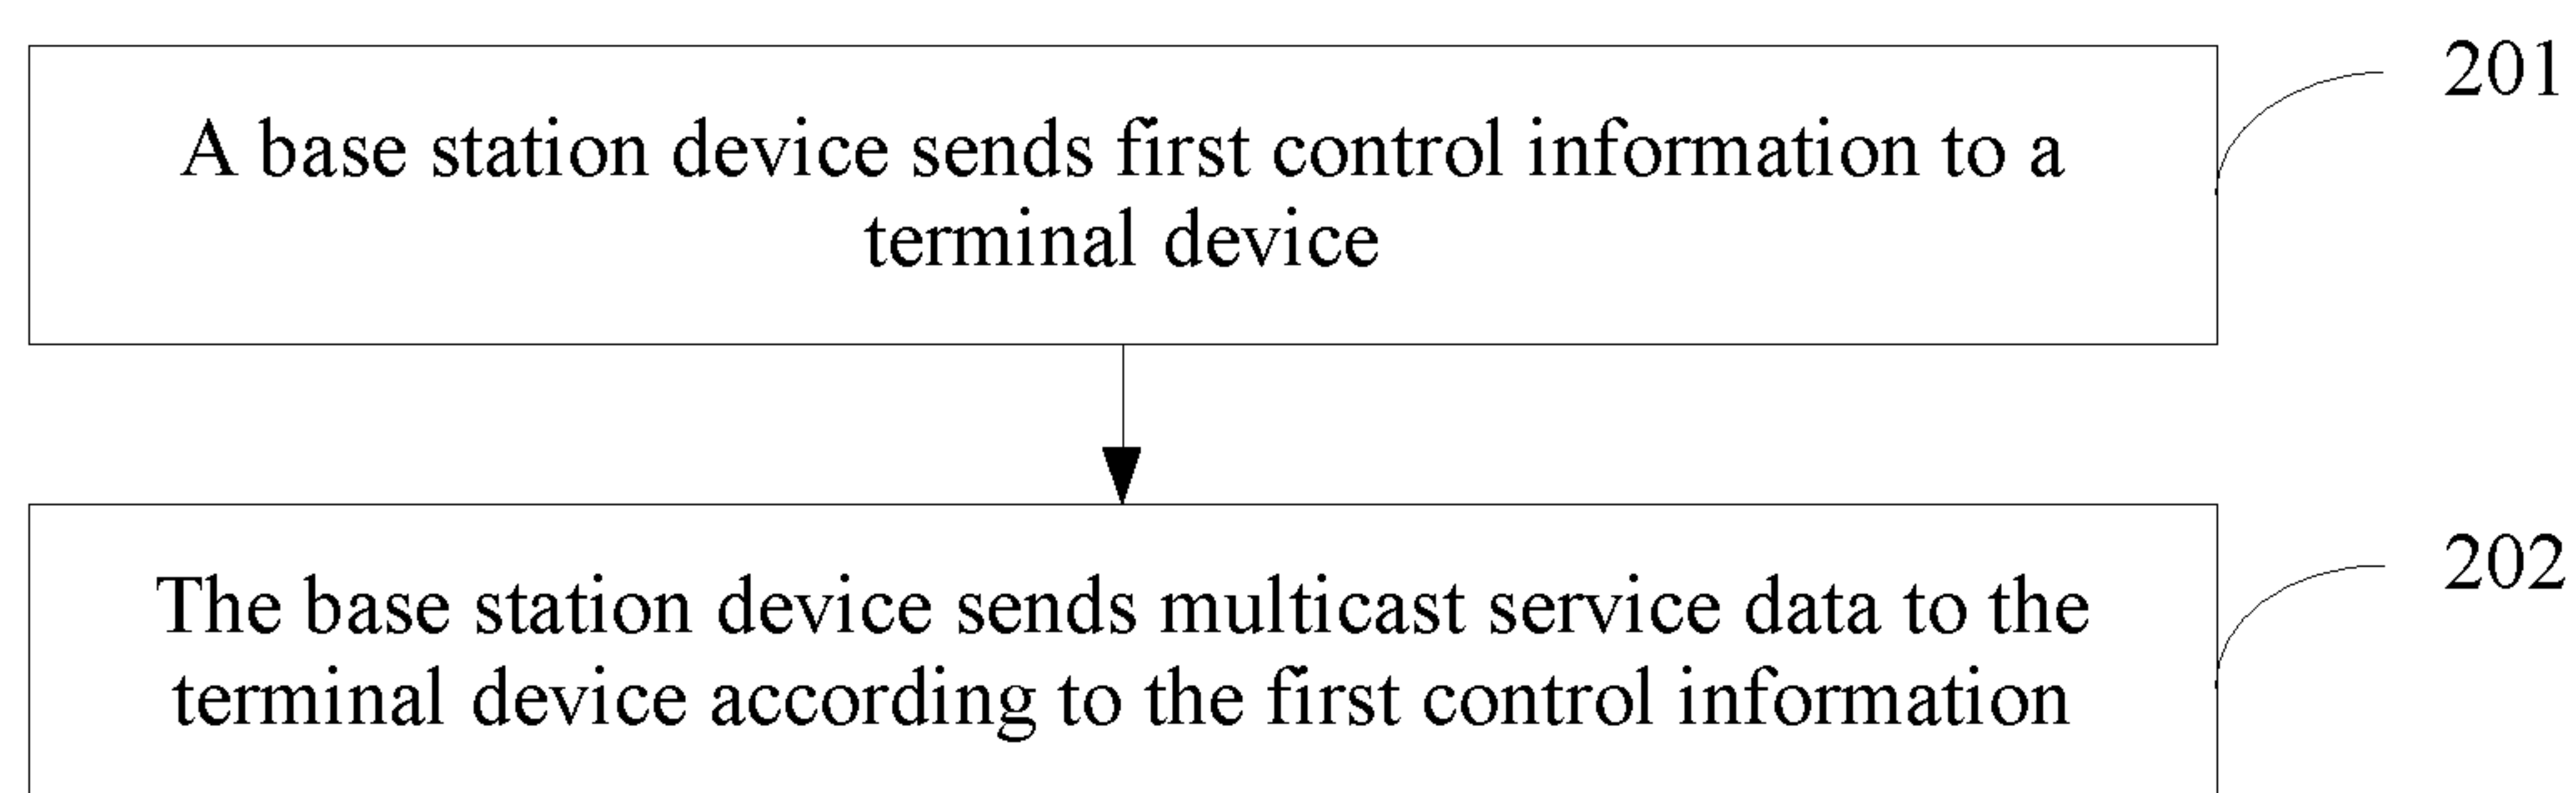 201
A base station device sends first control information to a
terminal device
202
The base station device sends multicast service data to the
terminal device according to the first control information